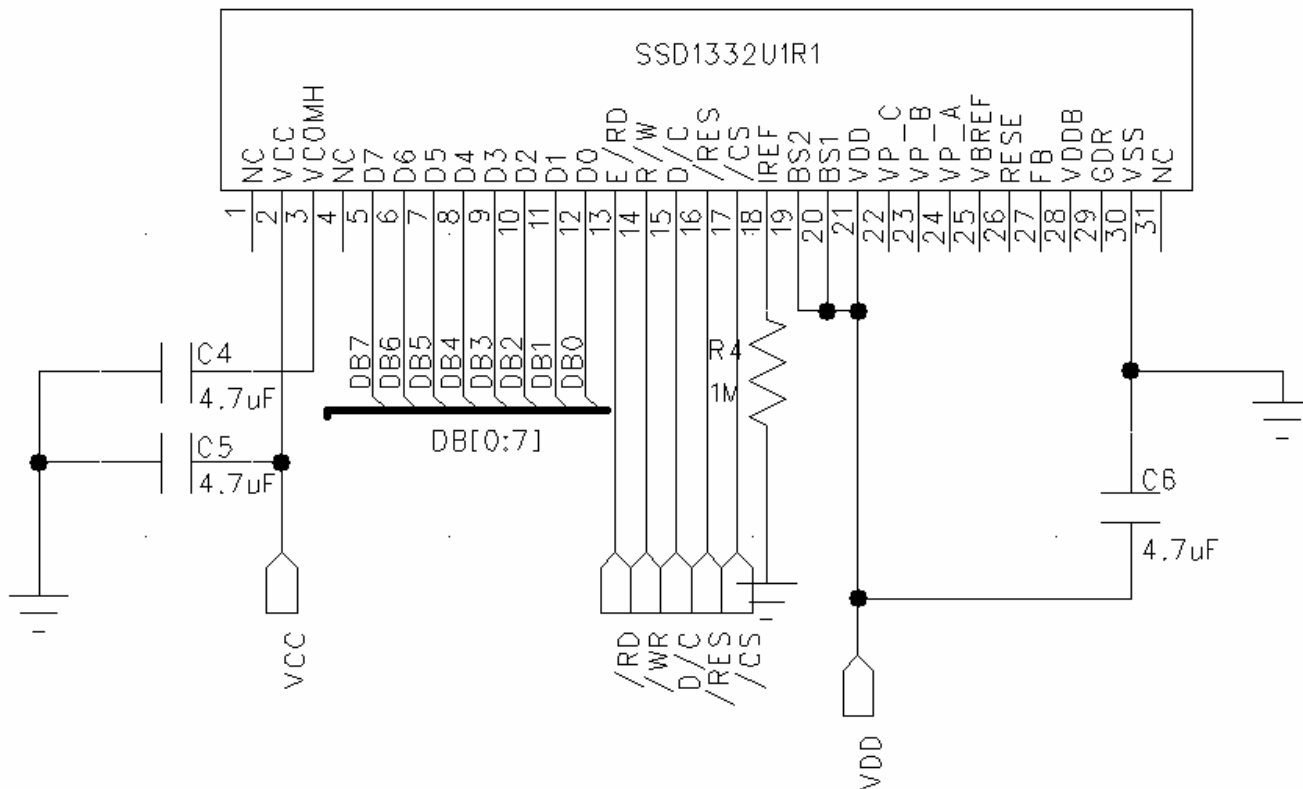 SSD1332U1R1
NC
VCC
VCOMH
NC
D7
D6
D5
D4
D3
D2
D1
D0
E/RD
R/W
D/C
/RES
/CS
IREF
BS2
BS1
VDD
VP_C
VP_B
VP_A
VBREF
RESE
FB
VDDB
GDR
VSS
NC
1
2
3
4
5
6
7
8
9
10
11
12
13
14
15
16
17
18
19
20
21
22
23
24
25
26
27
28
29
30
31
C4
4.7uF
C5
4.7uF
DB7
DB6
DB5
DB4
DB3
DB2
DB1
DB0
DB[0:7]
R4
1M
C6
4.7uF
VCC
/RD
/WR
D/C
/RES
/CS
VDD